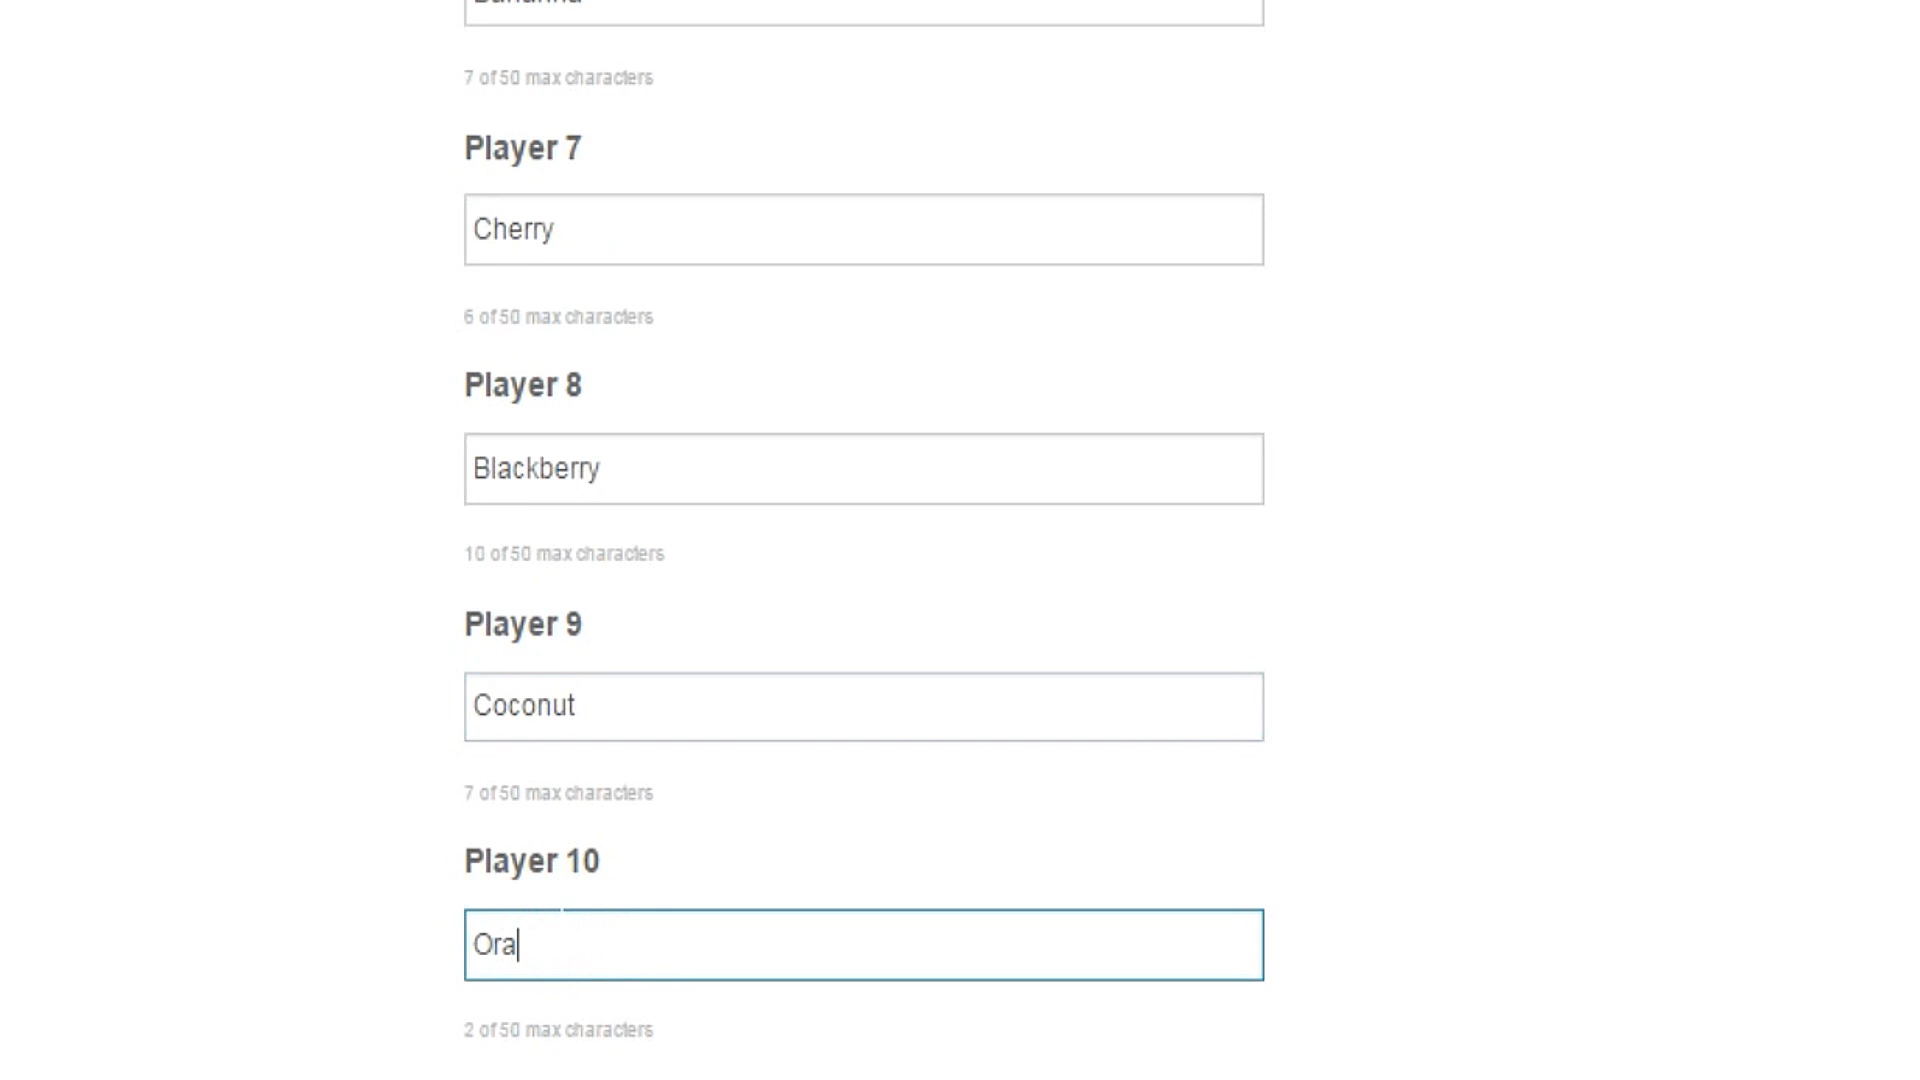 7 of 50 max characters
Player 7
Cherry
6 of 50 max characters
Player 8
Blackberry
10 of 50 max characters
Player 9
Coconut
7 of 50 max characters
Player 10
Ora
2 of 50 max characters